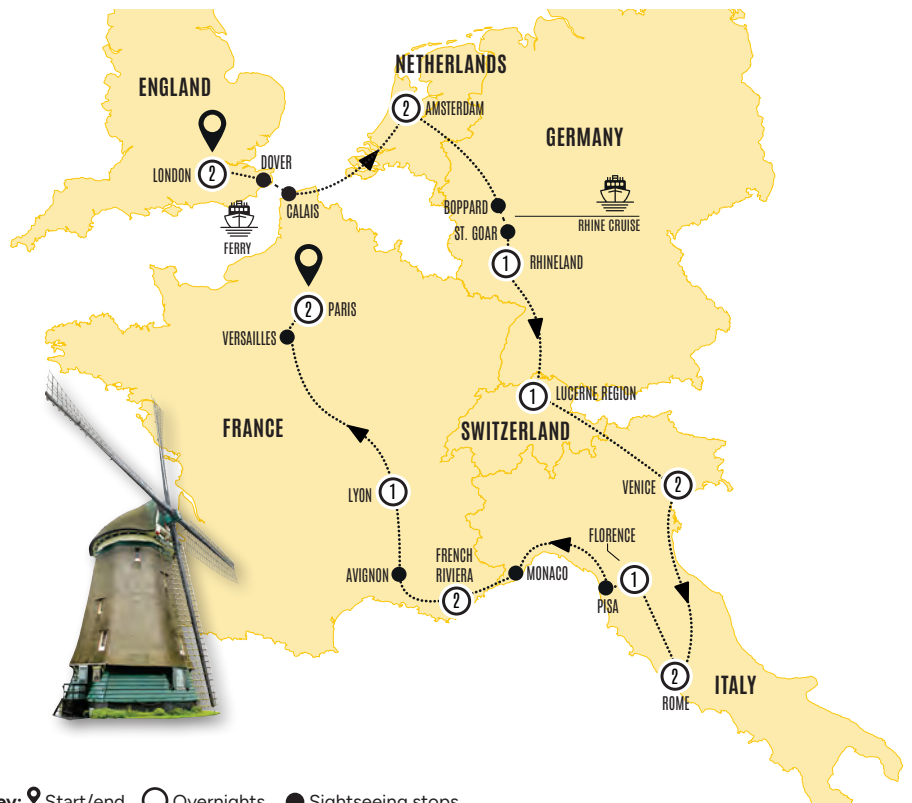 NETHERLANDS
ENGLAND
2
AMSTERDAM
GERMANY
DOVER
LONDON
2
CALAIS
BOPPARD
RHINE CRUISE
ST. GOAR
FERRY
1
RHINELAND
2
PARIS
VERSAILLES
1
LUCERNE REGION
FRANCE
SWITZERLAND
VENICE
2
LYON
1
FLORENCE
FRENCH
RIVIERA
AVIGNON
MONACO
1
2
PISA
2
ITALY
ROME
ey: Start/end Overnights Sightseeing stops